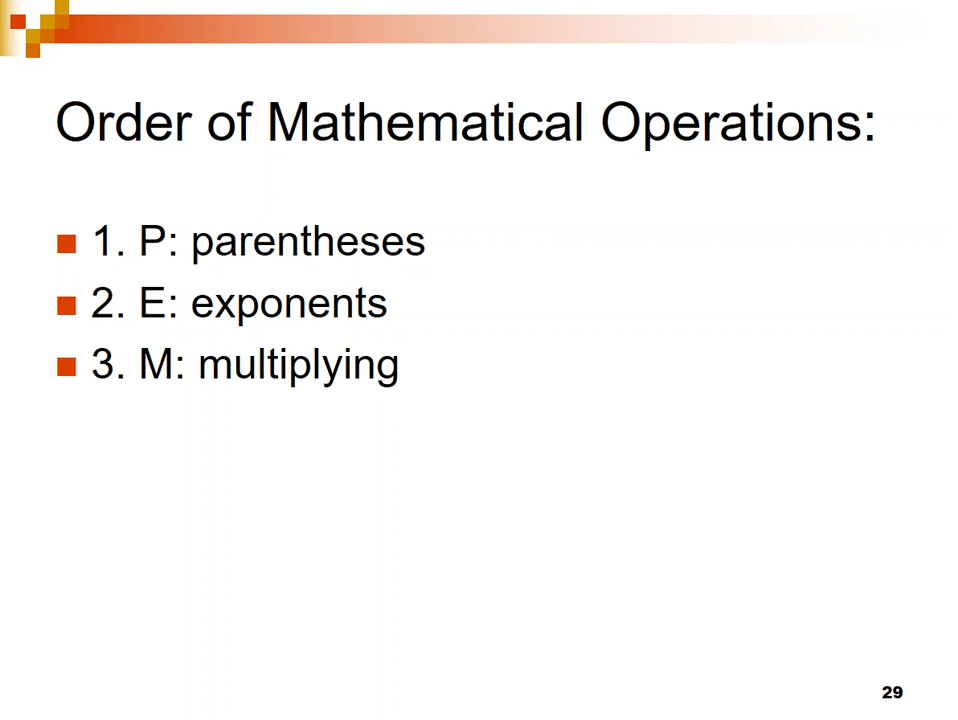 Order of Mathematical Operations:
1. P: parentheses
2. E: exponents
3. M: multiplying
29